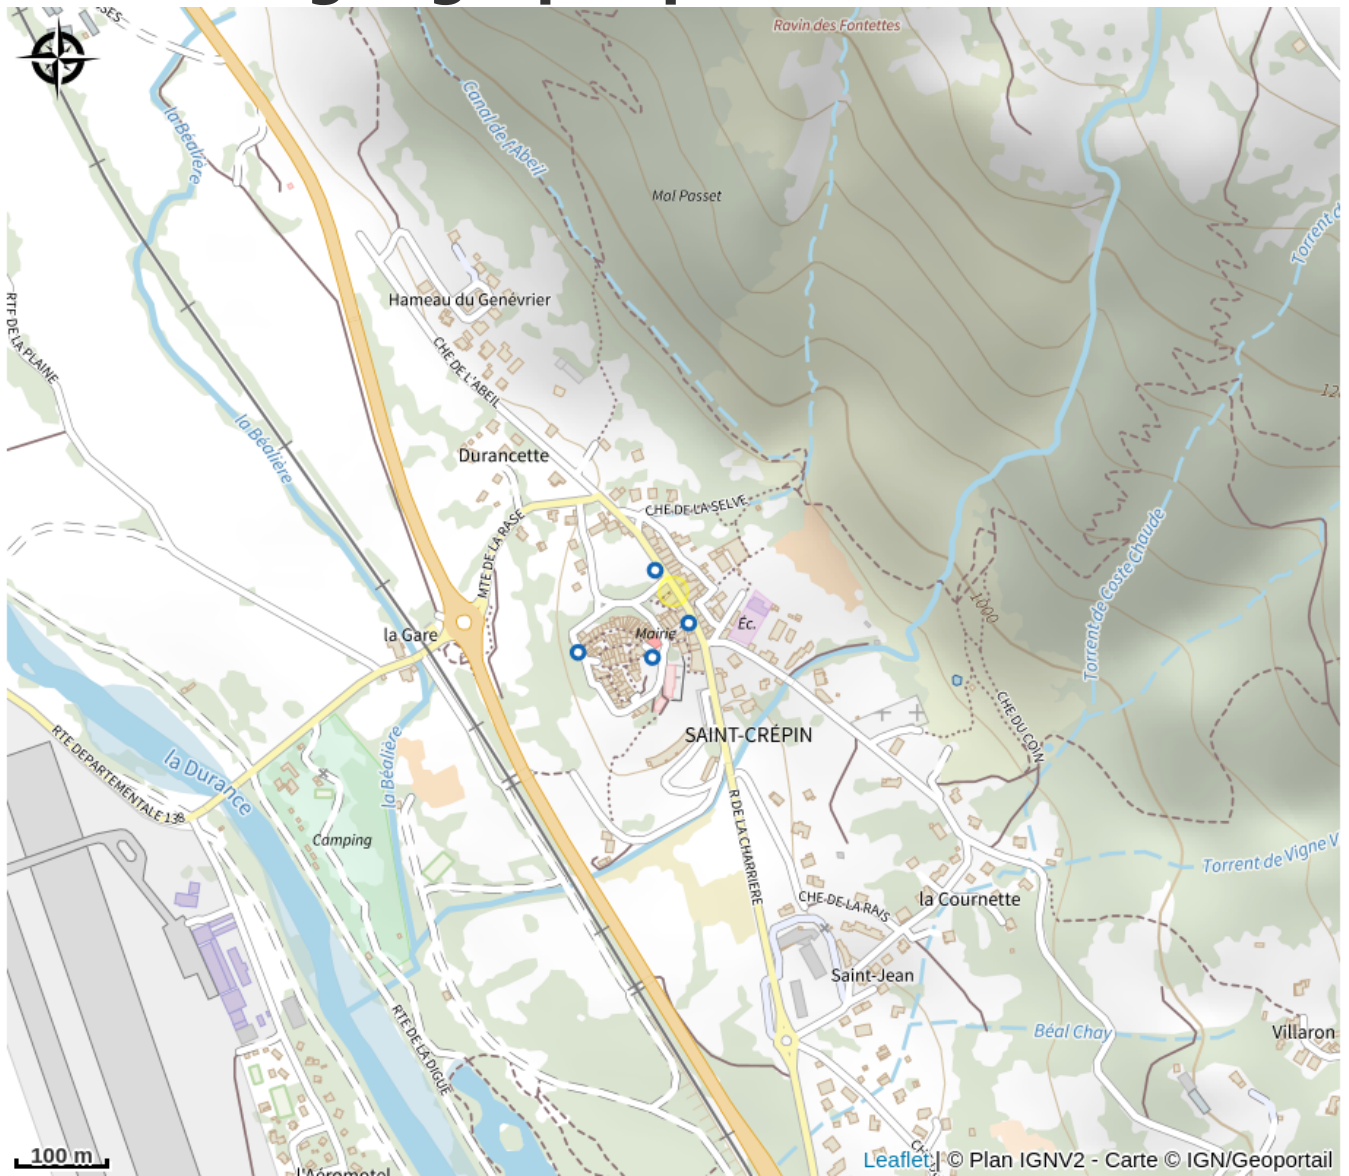 Ravin des Fontettes
la Béalière
Canal de l'Abeil
Mal Passet
Hameau du Genévrier
RTE DE LA PLAINE
CHE DE L'ABEIL
la Béalière
Durancette
CHE DE LA SELVE
MTE DE LA RASE
Torrent de Coste Chaude
1000
la Gare
Mairie
Éc.
CHE DU COIN
SAINT-CRÉPIN
RTE DEPARTEMENTALE 138
la Durance
la Béalière
Camping
R DE LA CHARRIERE
Torrent de Vigne V
CHE DE LA RAIS
la Cournette
Saint-Jean
RTE DE LA DIGUE
Béal Chay
Villaron
100 m
l'Aéromotel
Leaflet | © Plan IGNV2 - Carte © IGN/Geoportail